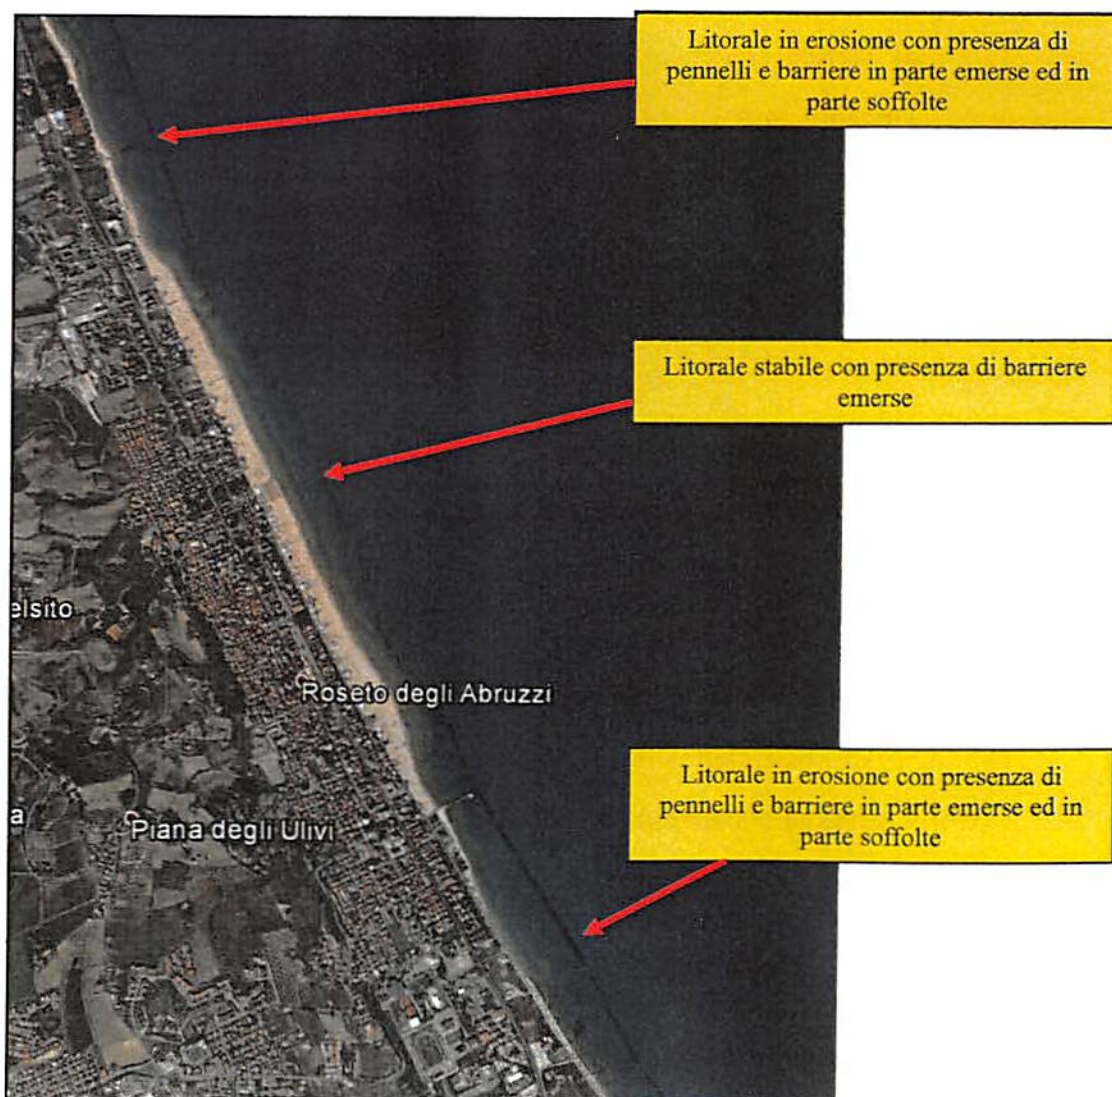 Litorale in erosione con presenza di
pennelli e barriere in parte emerse ed in
parte soffolte
Litorale stabile con presenza di barriere
emerse
elsito
Roseto degli Abruzzi
Litorale in erosione con presenza di
pennelli e barriere in parte emerse ed in
parte soffolte
a
Piana degli Ulivi